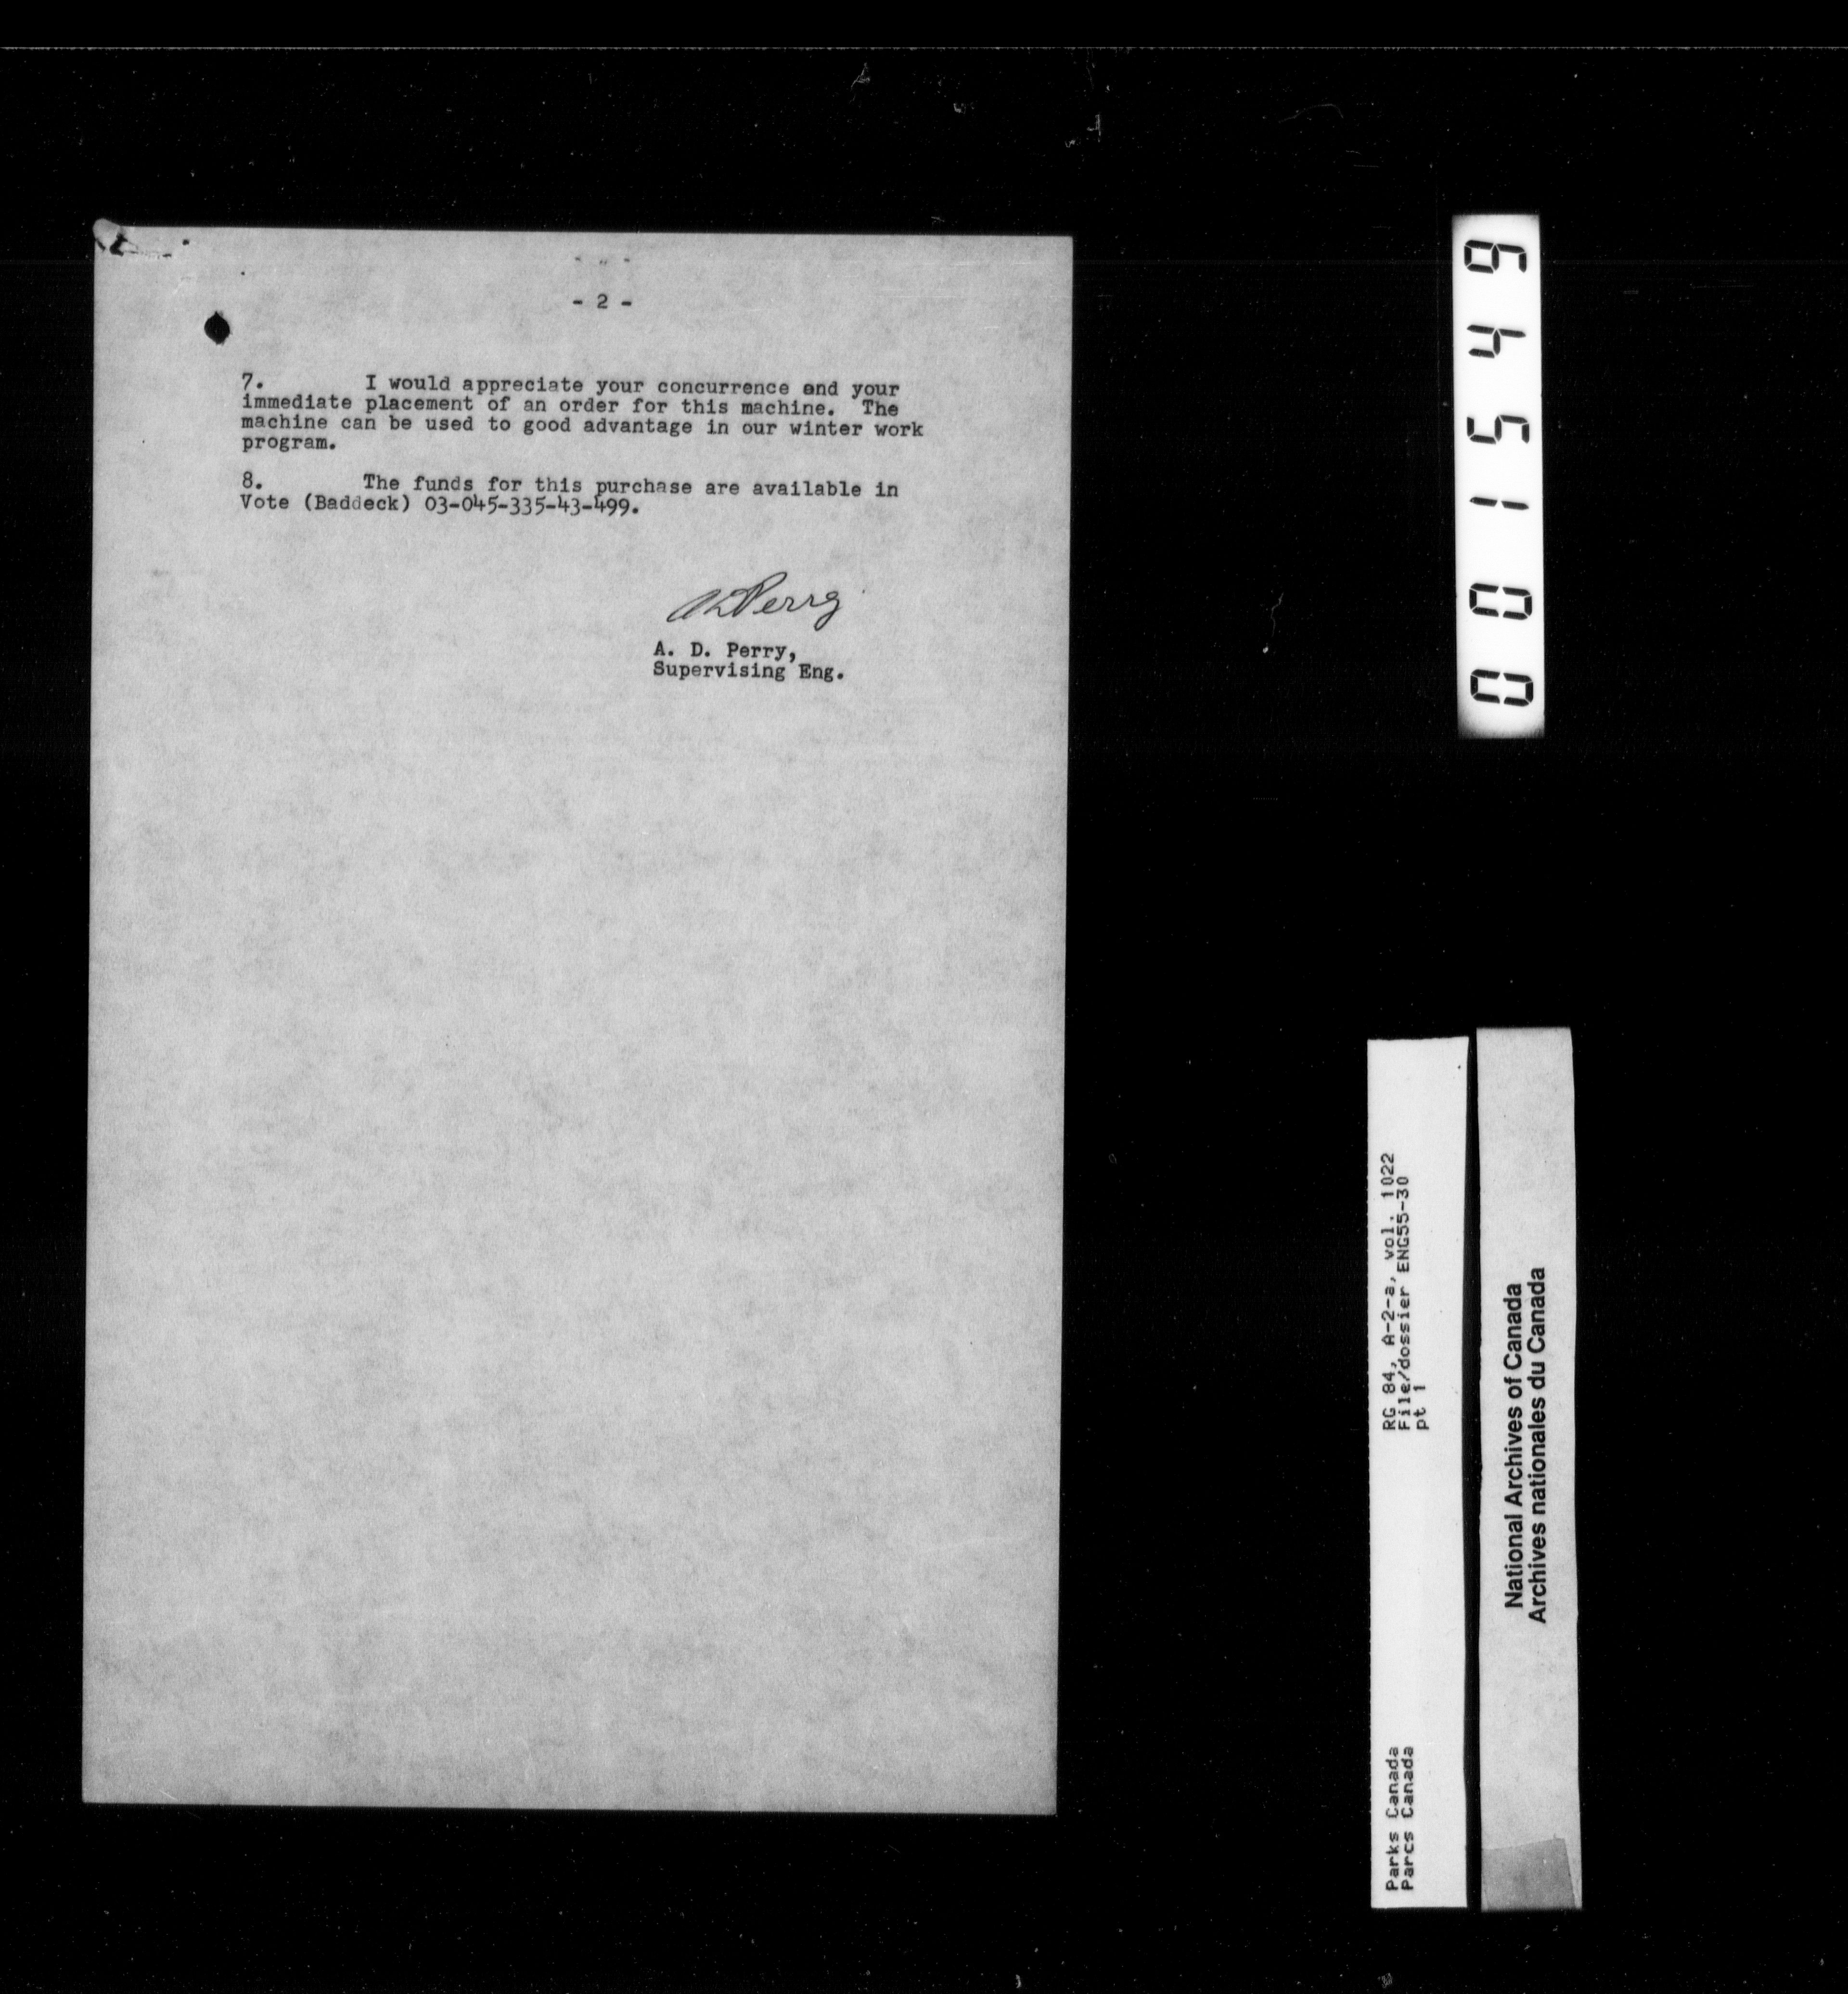 - 2 -
7. I would appreciate your concurrence and your
immediate placement of an order for this machine. The
machine can be used to good advantage in our winter work
program.
8. The funds for this purchase are available in
Vote (Baddeck) 03-045-335-43-499.
ADPerry
A. D. Perry,
Supervising Eng.
001549
RG 84, A-2-a, vol. 1022
File/dossier ENG55-30
pt 1
Parks Canada
Parcs Canada
National Archives of Canada
Archives nationales du Canada